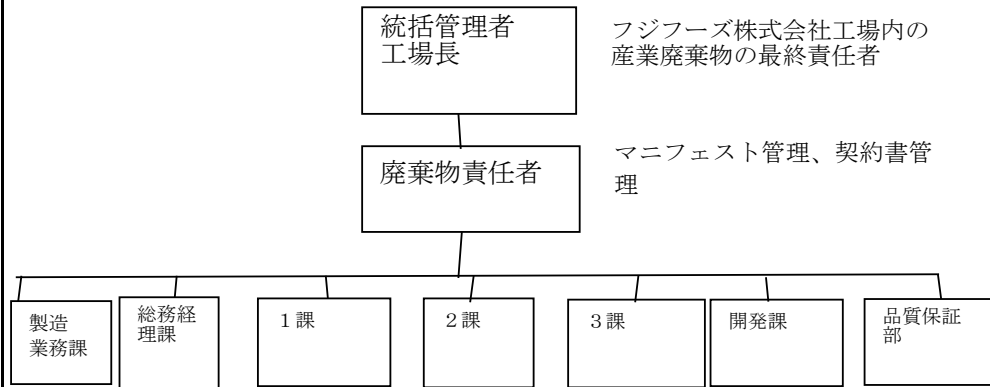 統括管理者
工場長
フジフーズ株式会社工場内の
産業廃棄物の最終責任者
廃棄物責任者
マニフェスト管理、契約書管
理
製造
業務課
総務経
理課
1課
2課
3課
開発課
品質保証
部